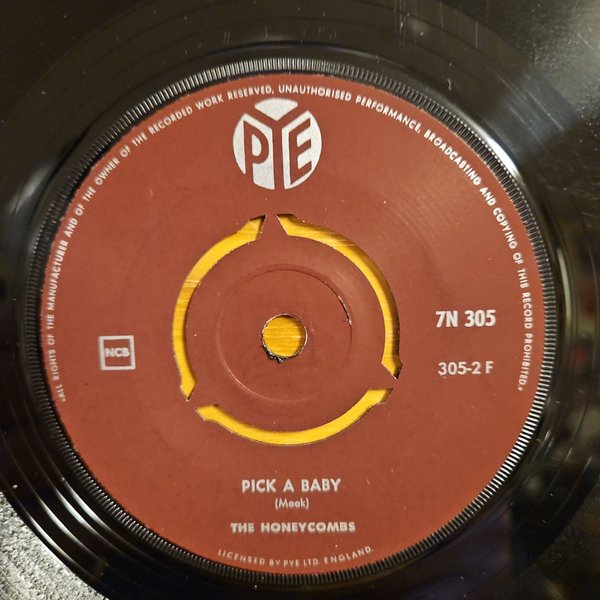 "ALL RIGHTS OF THE MANUFACTURER AND OF THE OWNER OF THE RECORDED WORK RESERVED, UNAUTHORISED PERFORMANCE, BROADCASTING AND COPYING OF THIS RECORD PROHIBITED."
PYE
7N 305
NCB
305-2 F
PICK A BABY
(Meek)
THE HONEYCOMBS
LICENSED BY PYE LTD. ENGLAND.